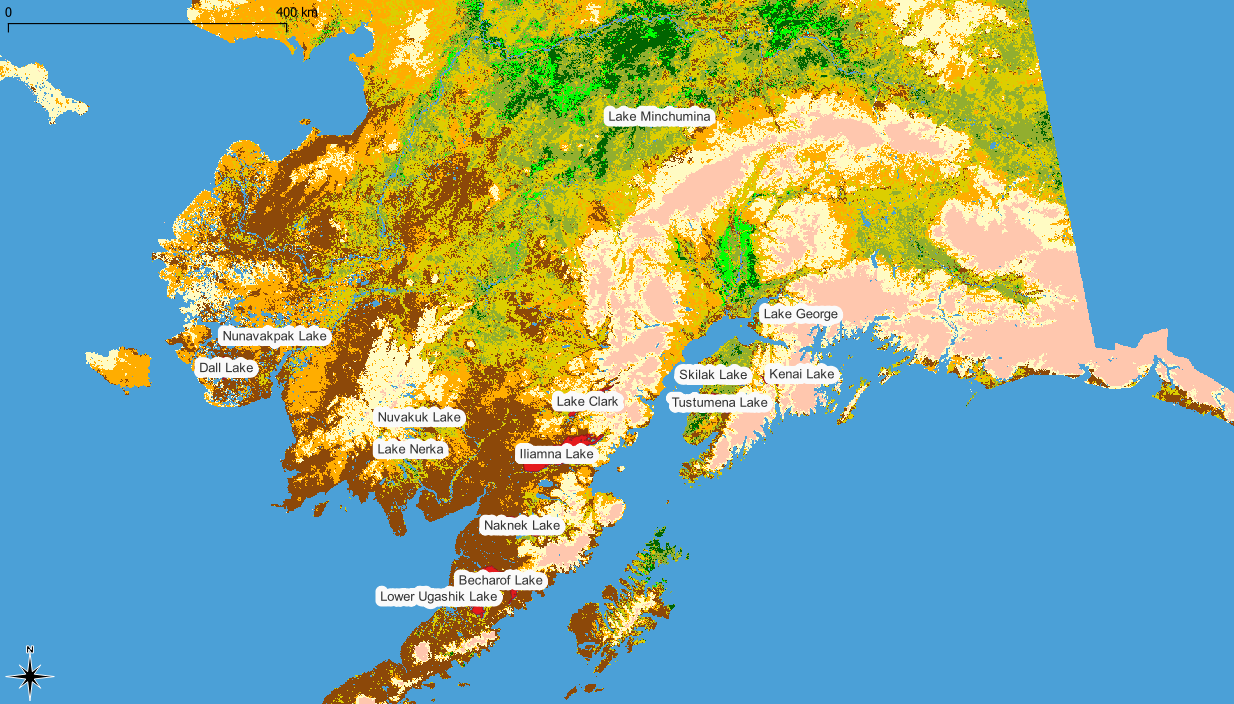 0 400 km
Lake Minchumina
Lake George
Nunavakpak Lake
Dall Lake
Skilak Lake
Kenai Lake
Lake Clark
Tustumena Lake
Nuvakuk Lake
Lake Nerka
Iliamna Lake
Naknek Lake
Becharof Lake
Lower Ugashik Lake
N